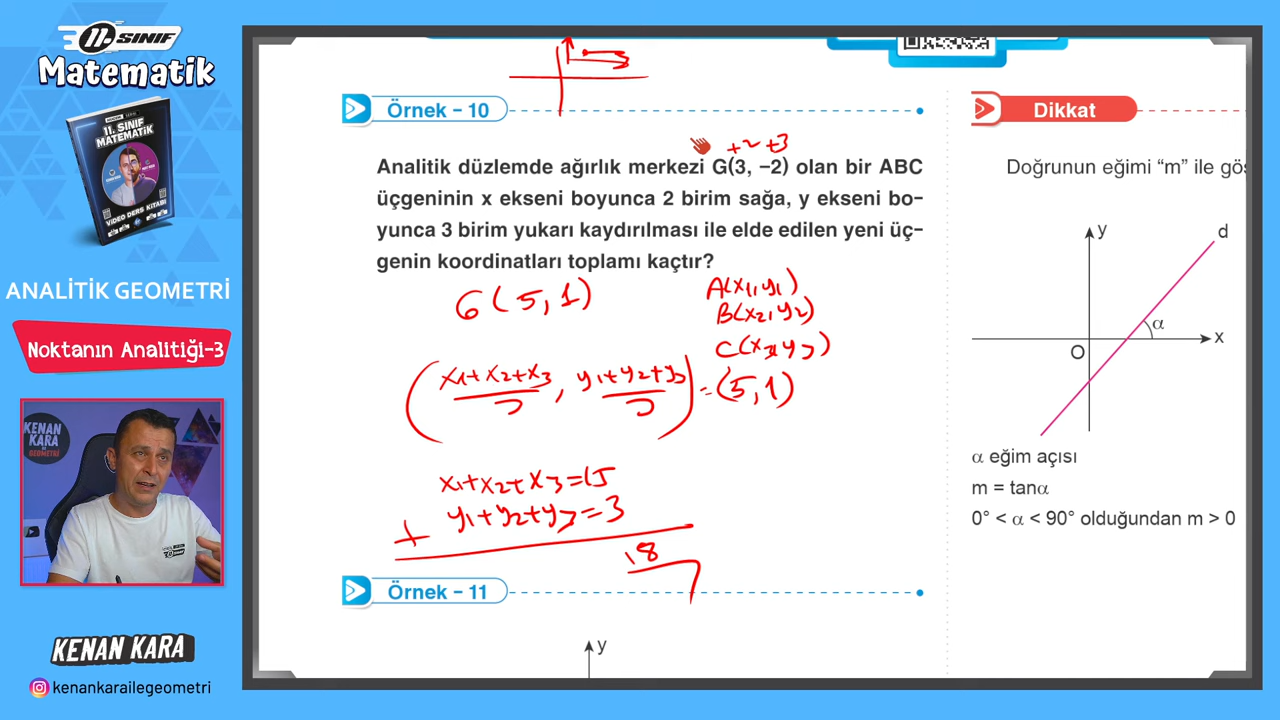 11. SINIF
Matematik
11. SINIF
MATEMATİK
VİDEO DERS KİTABI
ANALİTİK GEOMETRİ
Noktanın Analitiği-3
KENAN KARA
GEOMETRİ
KENAN KARA
kenankarailegeometri
Örnek – 10
+2 +3
Analitik düzlemde ağırlık merkezi G(3, –2) olan bir ABC
üçgeninin x ekseni boyunca 2 birim sağa, y ekseni bo-
yunca 3 birim yukarı kaydırılması ile elde edilen yeni üç-
genin koordinatları toplamı kaçtır?
G(5, 1)
A(x1, y1)
B(x2, y2)
C(x3, y3)
(x1+x2+x3/3, y1+y2+y3/3) = (5, 1)
x1+x2+x3=15
+ y1+y2+y3=3
18
Örnek – 11
y
Dikkat
Doğrunun eğimi “m” ile gös
y
d
α
x
O
α eğim açısı
m = tanα
0° < α < 90° olduğundan m > 0